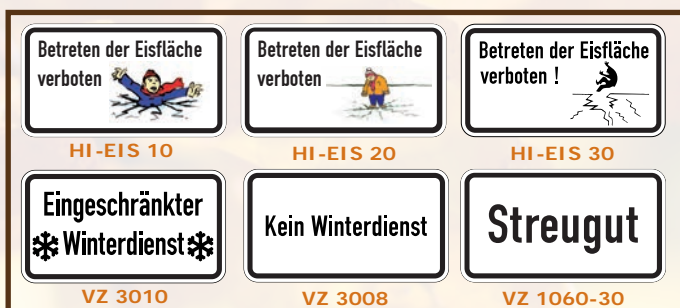 Betreten der Eisfläche
verboten
HI-EIS 10
Betreten der Eisfläche
verboten
HI-EIS 20
Betreten der Eisfläche
verboten !
HI-EIS 30
Eingeschränkter
Winterdienst
VZ 3010
Kein Winterdienst
VZ 3008
Streugut
VZ 1060-30